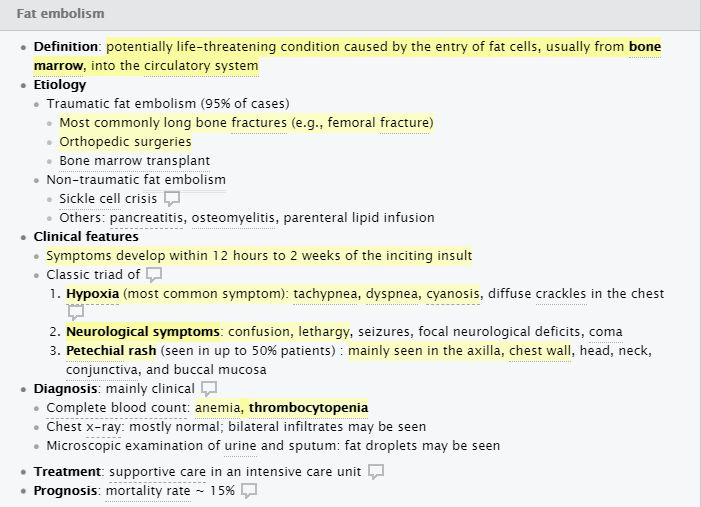 Fat embolism
Definition: potentially life-threatening condition caused by the entry of fat cells, usually from bone
marrow, into the circulatory system
Etiology
Traumatic fat embolism (95% of cases)
Most commonly long bone fractures (e.g., femoral fracture)
Orthopedic surgeries
Bone marrow transplant
Non-traumatic fat embolism
Sickle cell crisis
Others: pancreatitis, osteomyelitis, parenteral lipid infusion
Clinical features
Symptoms develop within 12 hours to 2 weeks of the inciting insult
Classic triad of
1. Hypoxia (most common symptom): tachypnea, dyspnea, cyanosis, diffuse crackles in the chest
2. Neurological symptoms: confusion, lethargy, seizures, focal neurological deficits, coma
3. Petechial rash (seen in up to 50% patients) : mainly seen in the axilla, chest wall, head, neck,
conjunctiva, and buccal mucosa
Diagnosis: mainly clinical
Complete blood count: anemia, thrombocytopenia
Chest x-ray: mostly normal; bilateral infiltrates may be seen
Microscopic examination of urine and sputum: fat droplets may be seen
Treatment: supportive care in an intensive care unit
Prognosis: mortality rate ~ 15%